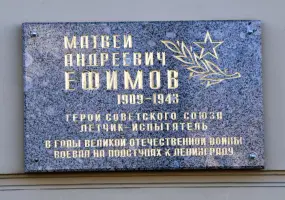 МАТВЕЙ
АНДРЕЕВИЧ
ЕФИМОВ
1909-1943
ГЕРОЙ СОВЕТСКОГО СОЮЗА
ЛЕТЧИК-ИСПЫТАТЕЛЬ
В ГОДЫ ВЕЛИКОЙ ОТЕЧЕСТВЕННОЙ ВОЙНЫ
ВОЕВАЛ НА ПОДСТУПАХ К ЛЕНИНГРАДУ